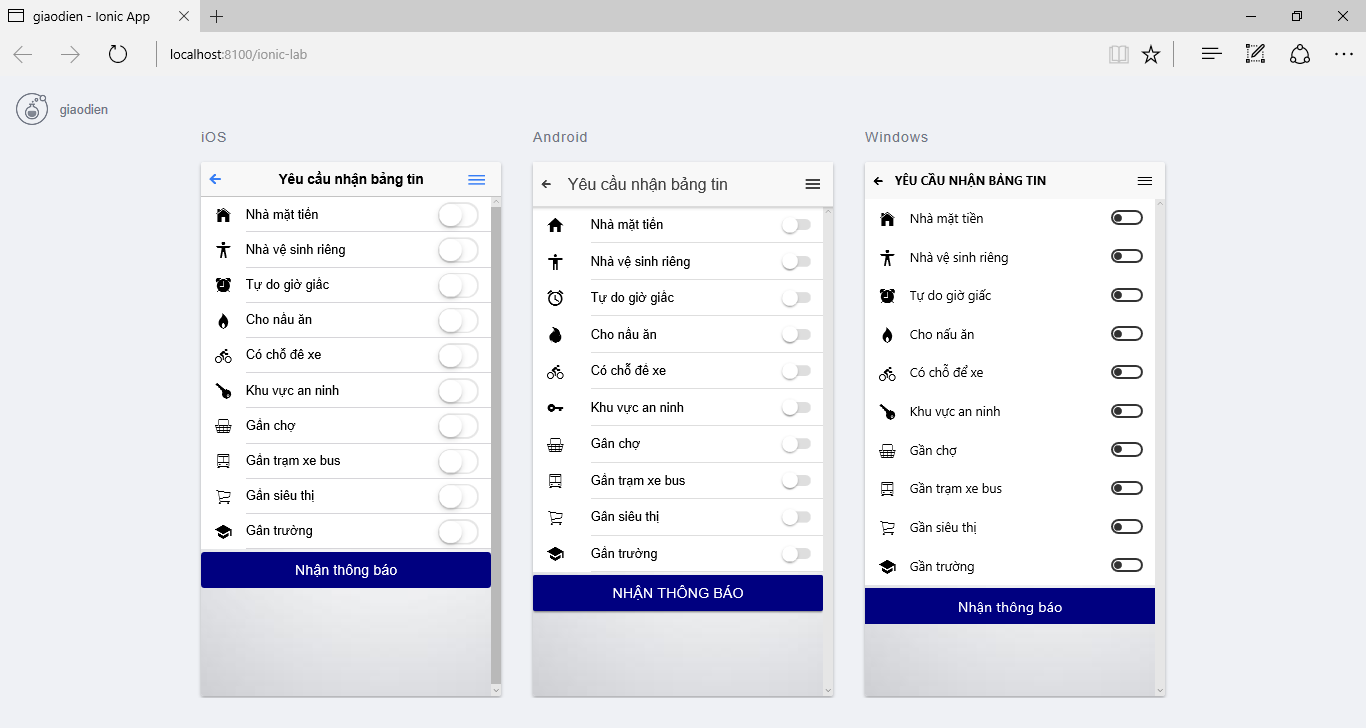 giaodien - Ionic App
localhost:8100/ionic-lab
giaodien
iOS
Yêu cầu nhận bảng tin
Nhà mặt tiền
Nhà vệ sinh riêng
Tự do giờ giấc
Cho nấu ăn
Có chỗ để xe
Khu vực an ninh
Gần chợ
Gần trạm xe bus
Gần siêu thị
Gần trường
Nhận thông báo
Android
Yêu cầu nhận bảng tin
Nhà mặt tiền
Nhà vệ sinh riêng
Tự do giờ giấc
Cho nấu ăn
Có chỗ để xe
Khu vực an ninh
Gần chợ
Gần trạm xe bus
Gần siêu thị
Gần trường
NHẬN THÔNG BÁO
Windows
YÊU CẦU NHẬN BẢNG TIN
Nhà mặt tiền
Nhà vệ sinh riêng
Tự do giờ giấc
Cho nấu ăn
Có chỗ để xe
Khu vực an ninh
Gần chợ
Gần trạm xe bus
Gần siêu thị
Gần trường
Nhận thông báo